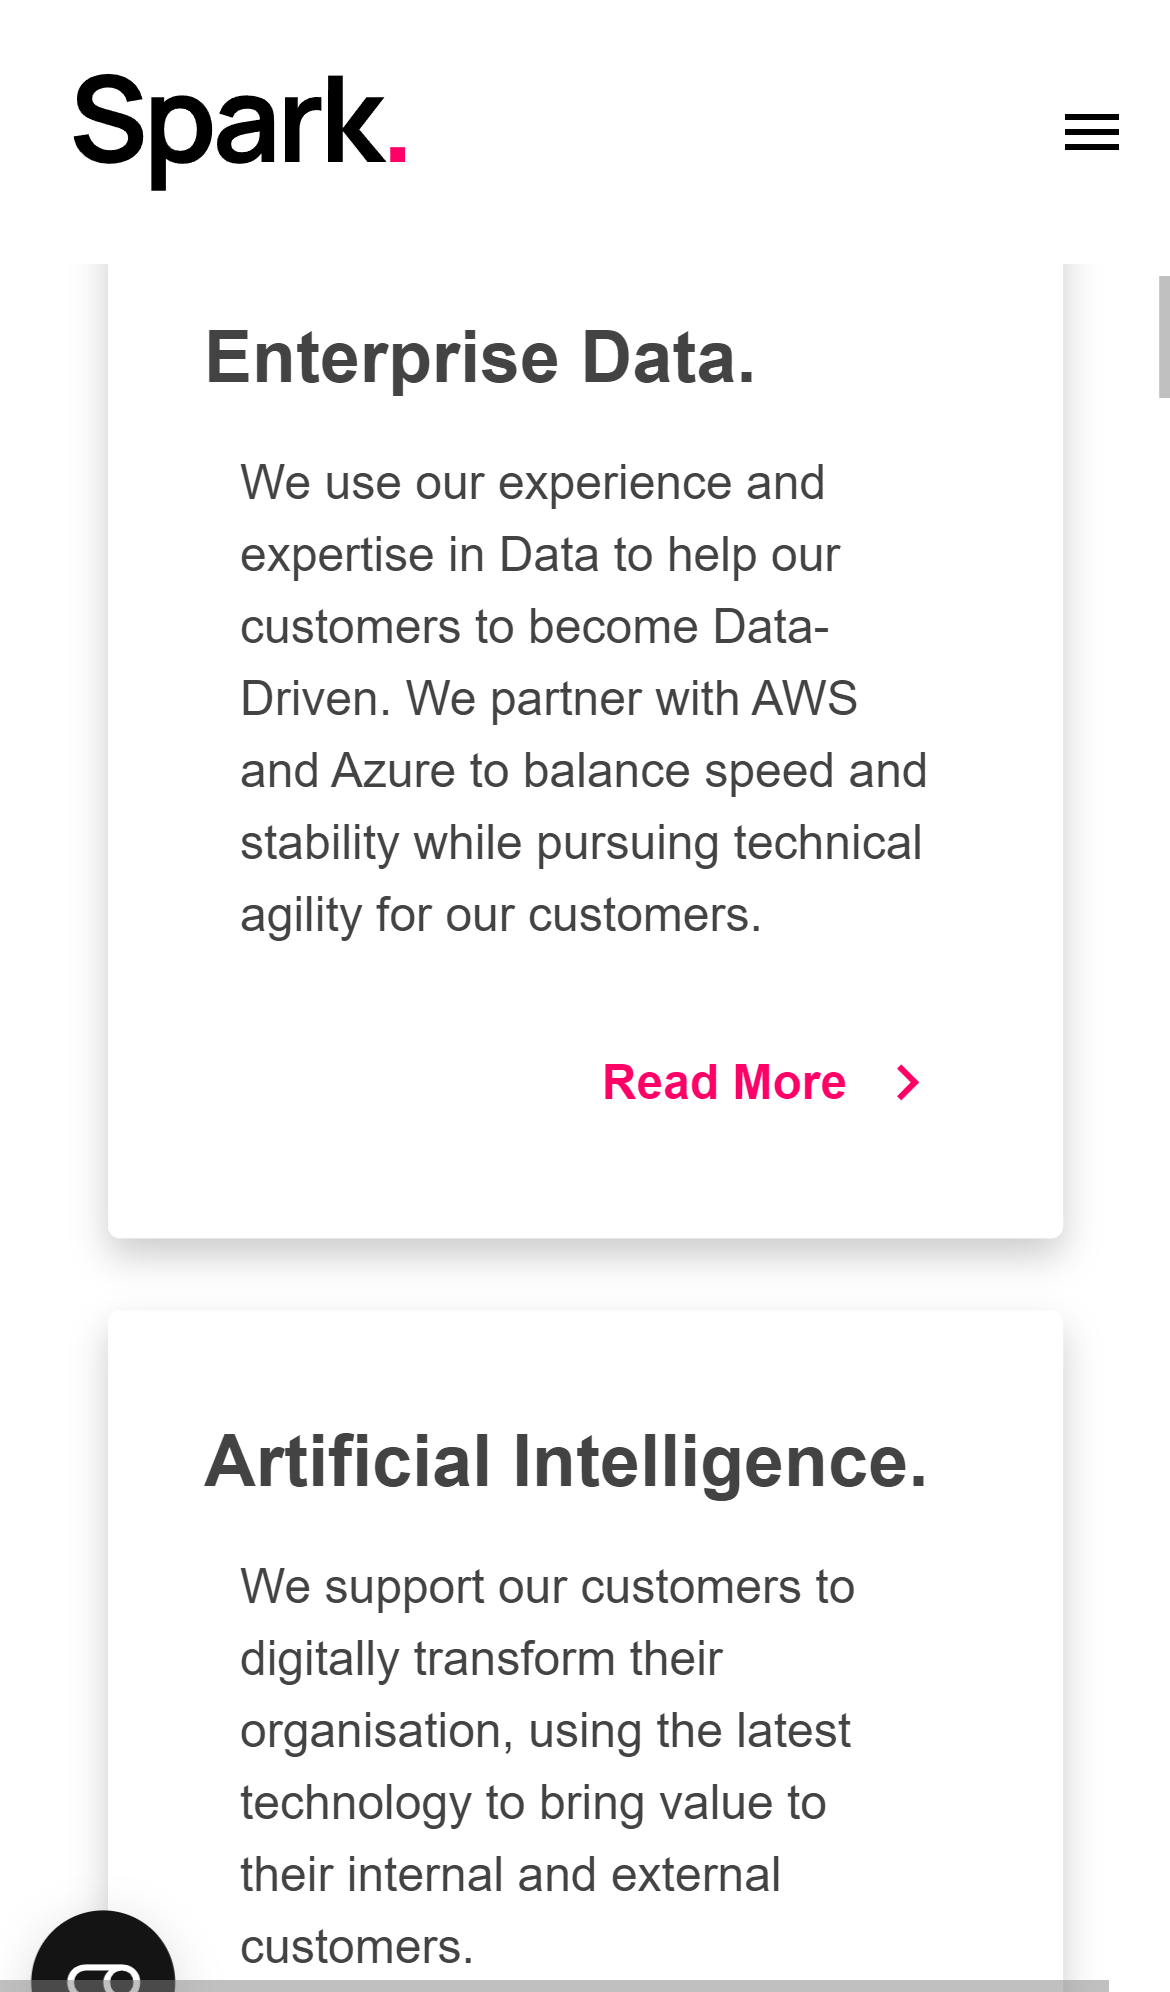 Spark.
Enterprise Data.
We use our experience and
expertise in Data to help our
customers to become Data-
Driven. We partner with AWS
and Azure to balance speed and
stability while pursuing technical
agility for our customers.
Read More
Artificial Intelligence.
We support our customers to
digitally transform their
organisation, using the latest
technology to bring value to
their internal and external
customers.